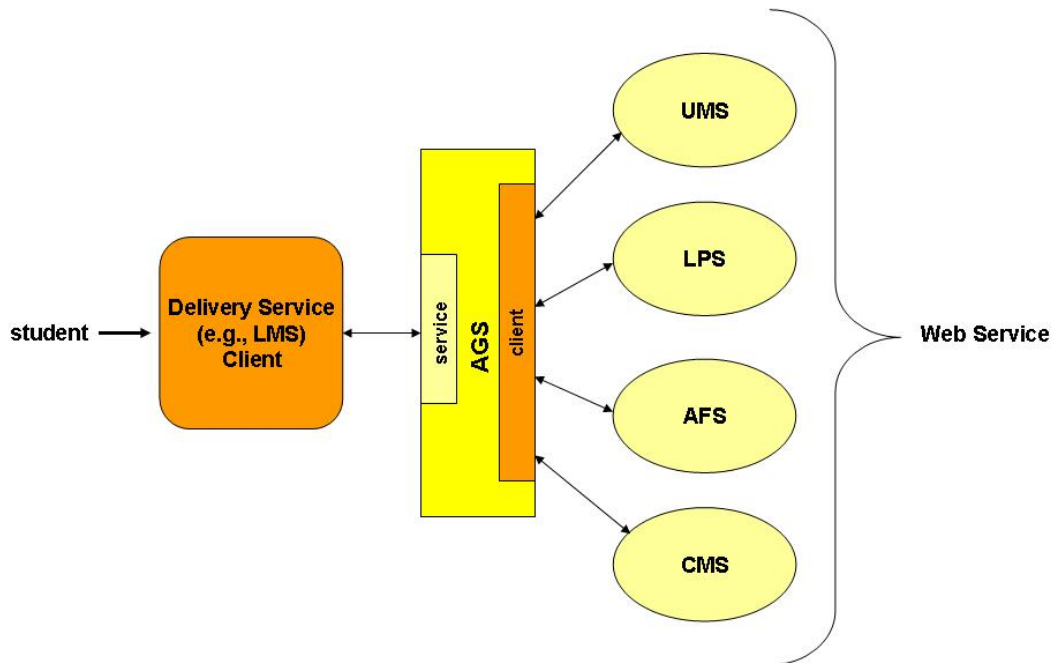 student
Delivery Service
(e.g., LMS)
Client
service
AGS
client
UMS
LPS
AFS
CMS
Web Service